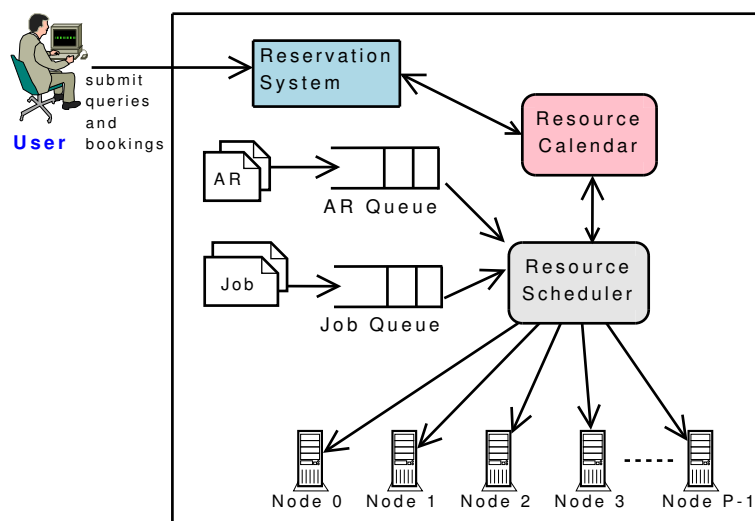 Reservation
System
submit
queries
and
bookings
User
Resource
Calendar
AR
AR Queue
Resource
Scheduler
Job
Job Queue
Node 0
Node 1
Node 2
Node 3
Node P-1